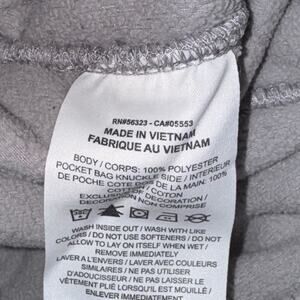 RN#56323 - CA#05553
MADE IN VIETNAM
FABRIQUE AU VIETNAM
BODY / CORPS: 100% POLYESTER
POCKET BAG KNUCKLE SIDE / INTERIEUR
DE POCHE COTE DOS DE LA MAIN: 100%
COTTON
EXCLUSIVE OF DECORATION /
DECORATION NON COMPRISE
WASH INSIDE OUT / WASH WITH LIKE
COLORS / DO NOT USE SOFTENERS / DO NOT
ALLOW TO LAY ON ITSELF WHEN WET /
REMOVE IMMEDIATELY
LAVER A L'ENVERS / LAVER AVEC COULEURS
SIMILAIRES / NE PAS UTILISER
D'ADOUCISSEUR / NE PAS LAISSER LE
VÊTEMENT PLIÉ LORSQU'IL EST MOUILLÉ /
ENLEVER IMMEDIATEMENT